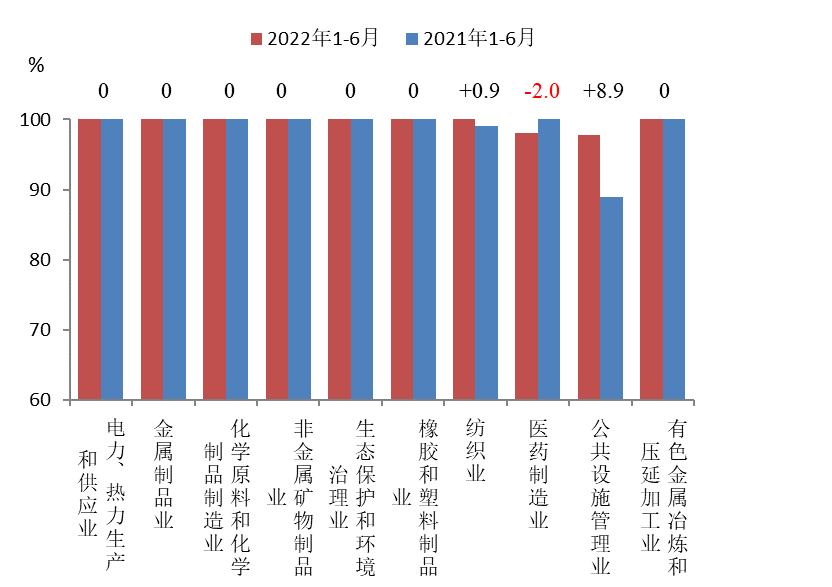 2022年1-6月 2021年1-6月
%
0 0 0 0 0 0 +0.9 -2.0 +8.9 0
100
90
80
70
60
电力、热力生产
和供应业
金属制品业
化学原料和化学
制品制造业
非金属矿物制品
业
生态保护和环境
治理业
橡胶和塑料制品
业
纺织业
医药制造业
公共设施管理业
有色金属冶炼和
压延加工业